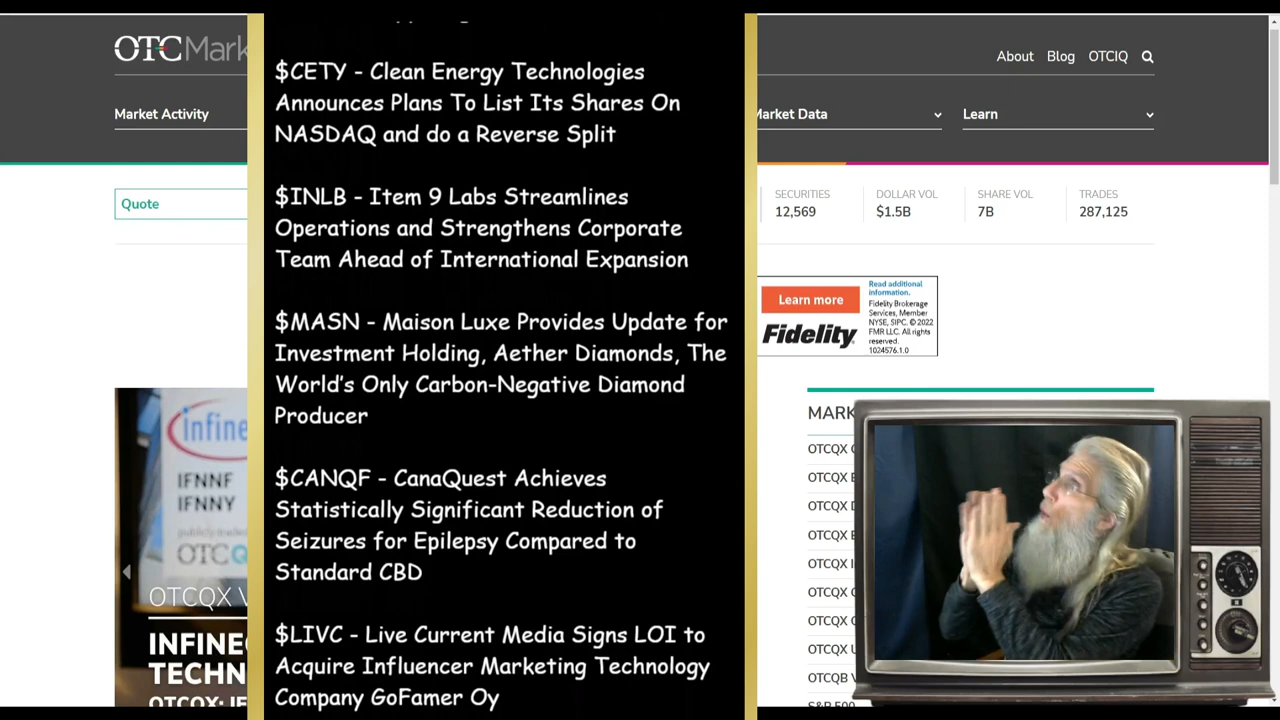 OTC Mark
About Blog OTCIQ
Market Activity
Market Data
Learn
Quote
SECURITIES
12,569
DOLLAR VOL
$1.5B
SHARE VOL
7B
TRADES
287,125
$CETY - Clean Energy Technologies
Announces Plans To List Its Shares On
NASDAQ and do a Reverse Split
$INLB - Item 9 Labs Streamlines
Operations and Strengthens Corporate
Team Ahead of International Expansion
$MASN - Maison Luxe Provides Update for
Investment Holding, Aether Diamonds, The
World's Only Carbon-Negative Diamond
Producer
$CANQF - CanaQuest Achieves
Statistically Significant Reduction of
Seizures for Epilepsy Compared to
Standard CBD
$LIVC - Live Current Media Signs LOI to
Acquire Influencer Marketing Technology
Company GoFamer Oy
Learn more
Fidelity
Read additional
information.
Fidelity Brokerage
Services, Member
NYSE, SIPC. © 2022
FMR LLC. All rights
reserved.
1024576.1.0
infine
IFNNF
IFNNY
publicly traded
OTCQ
OTCQX V
INFINEO
TECHN
OTCQX: IF
MARK
OTCQX
OTCQX
OTCQX
OTCQX
OTCQX
OTCQX
OTCQX
OTCQX U
OTCQB V
S&P 500